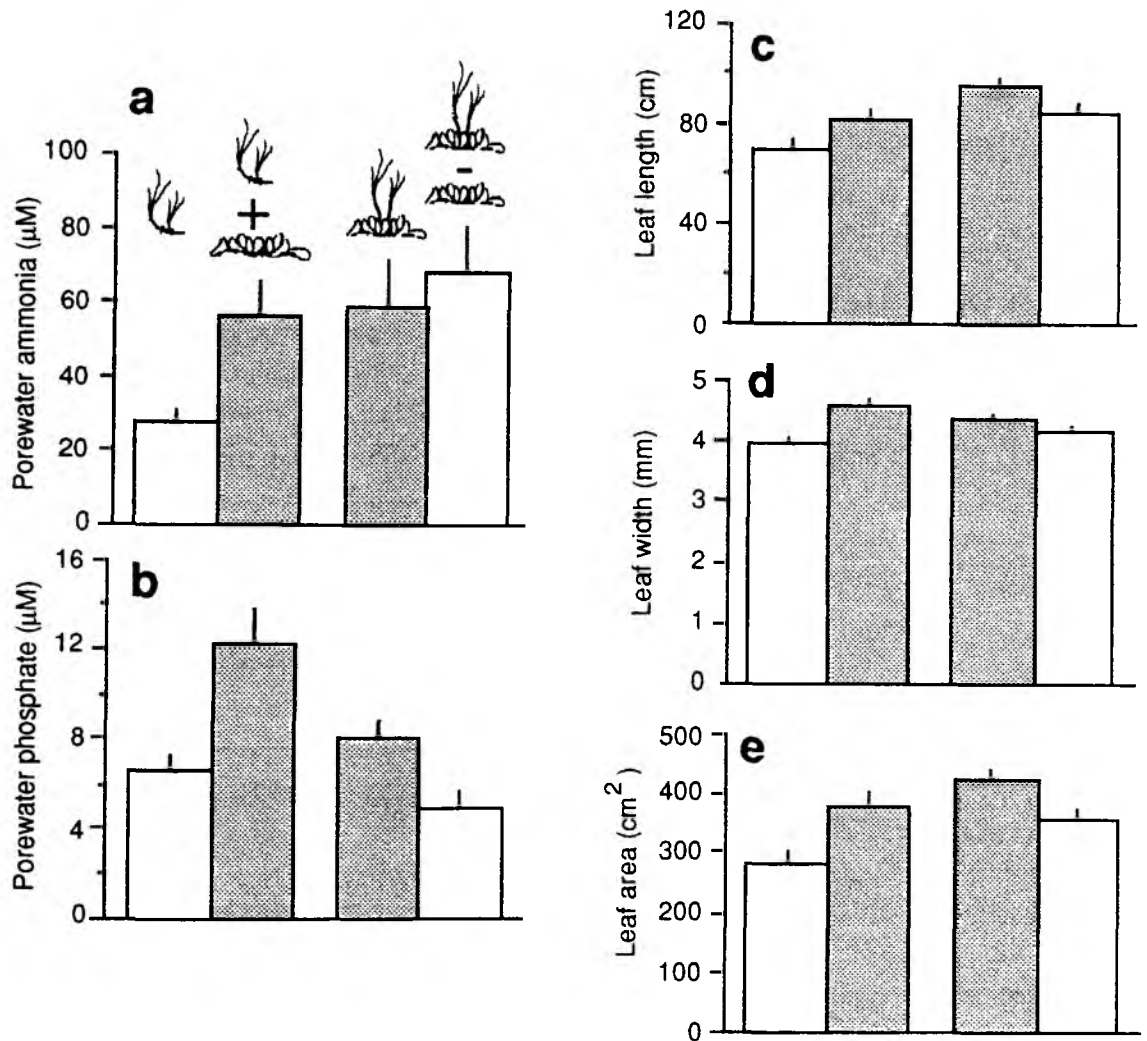 a
Porewater ammonia (µM)
100
80
60
40
20
0
+
-
b
Porewater phosphate (µM)
16
12
8
4
0
c
Leaf length (cm)
120
80
40
0
d
Leaf width (mm)
5
4
3
2
1
0
e
Leaf area (cm²)
500
400
300
200
100
0